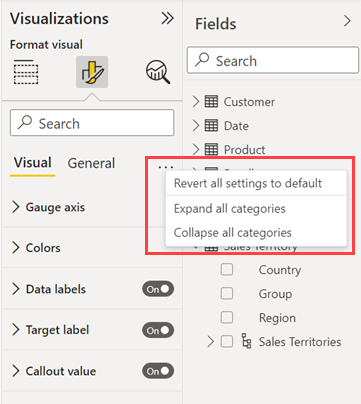 Visualizations
Format visual
Search
Visual General
Gauge axis
Colors
Data labels On
Target label On
Callout value On
Fields
Search
Customer
Date
Product
Revert all settings to default
Expand all categories
Collapse all categories
Sales Territory
Country
Group
Region
Sales Territories